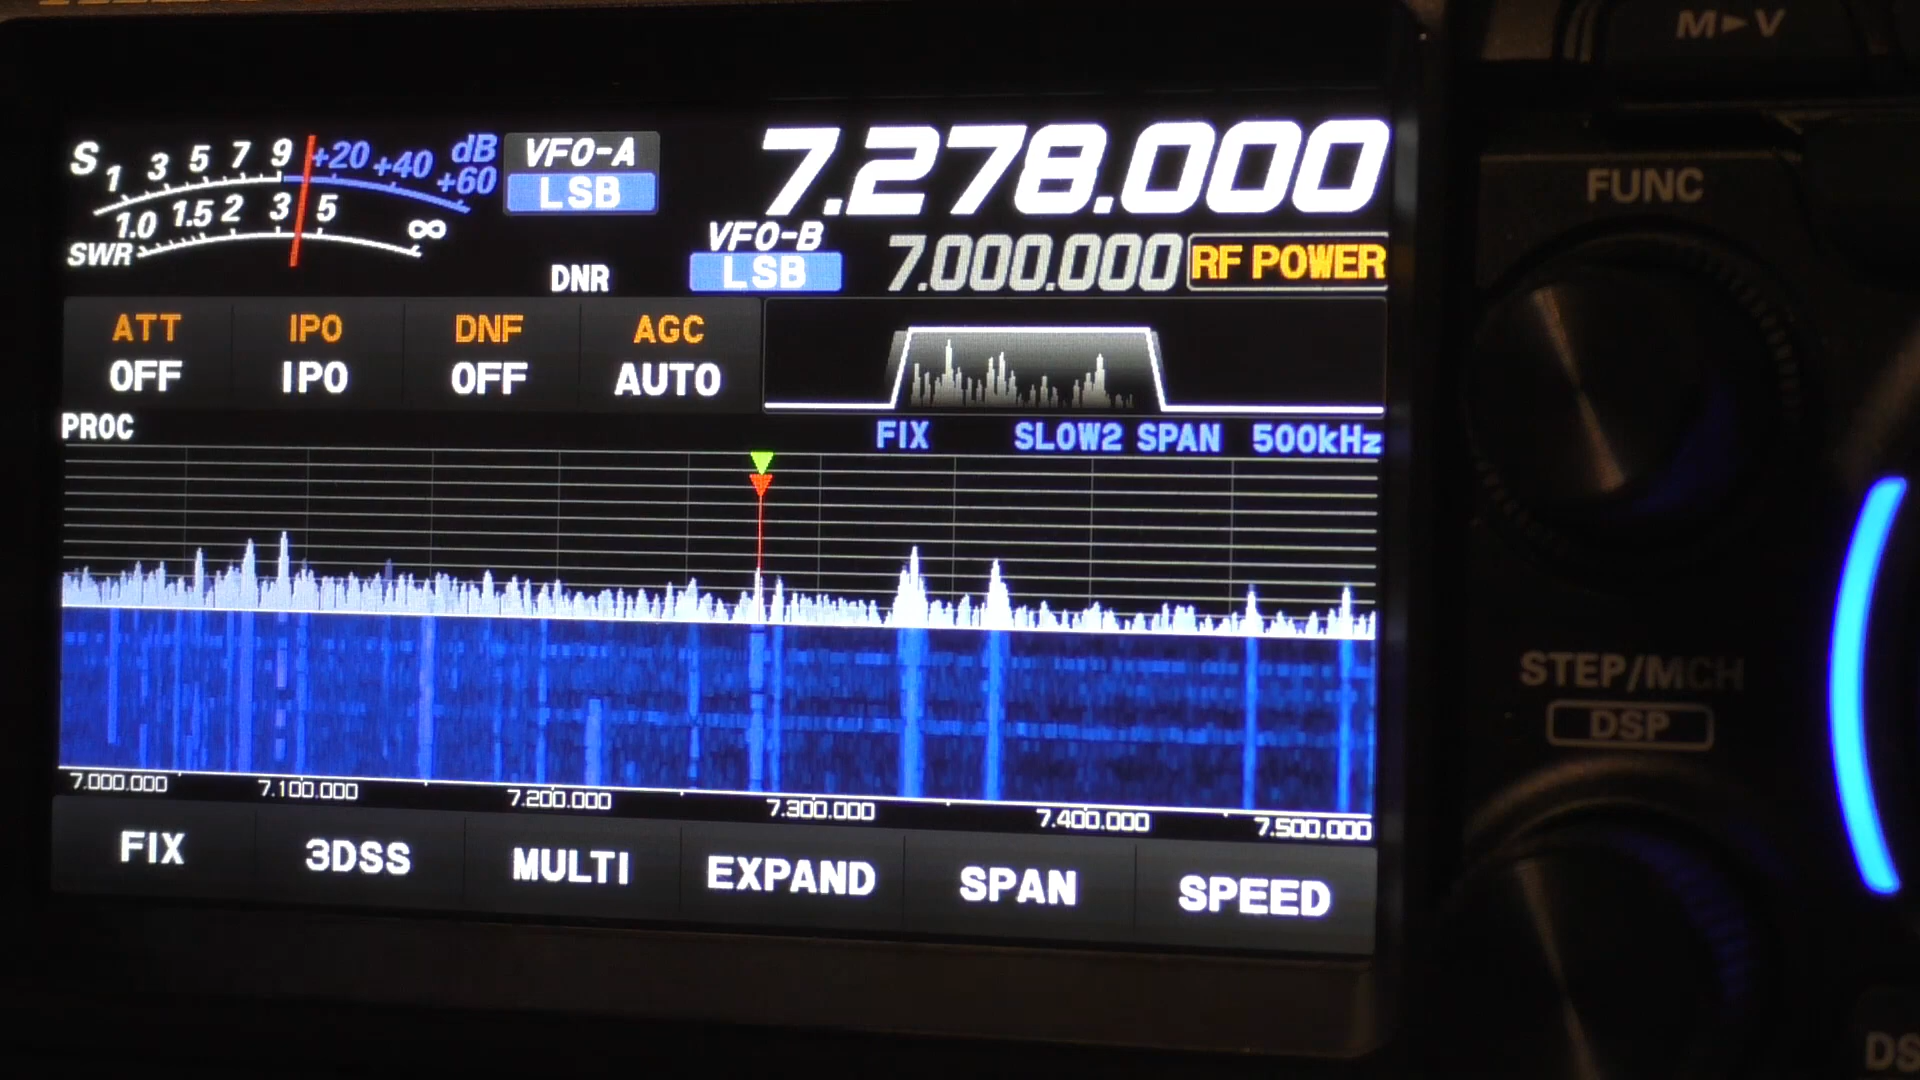 M►V
S 1 3 5 7 9 +20 +40 +60 dB
1.0 1.5 2 3 5 ∞
SWR
VFO-A
LSB
7.278.000
VFO-B
LSB
7.000.000
RF POWER
DNR
ATT IPO DNF AGC
OFF IPO OFF AUTO
PROC
FIX SLOW2 SPAN 500kHz
7.000.000 7.100.000 7.200.000 7.300.000 7.400.000 7.500.000
FIX 3DSS MULTI EXPAND SPAN SPEED
FUNC
STEP/MCH
DSP